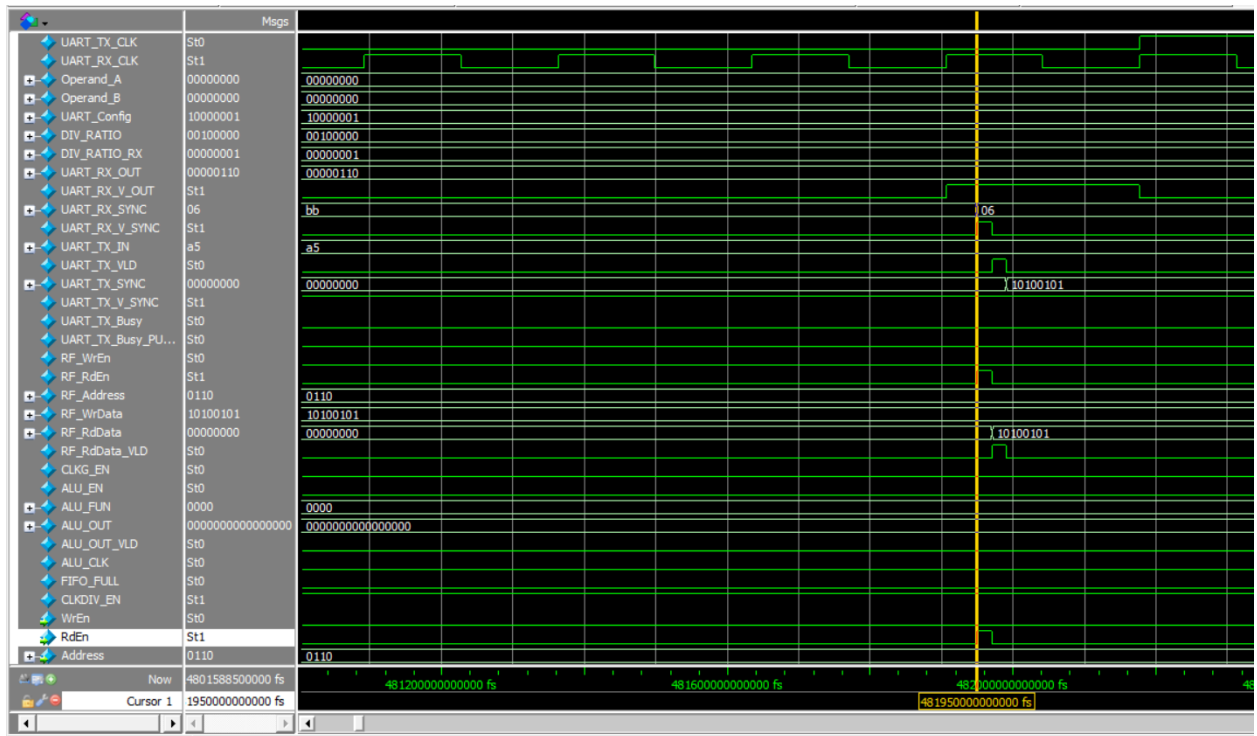 Msgs
UART_TX_CLK St0
UART_RX_CLK St1
Operand_A 00000000 00000000
Operand_B 00000000 00000000
UART_Config 10000001 10000001
DIV_RATIO 00100000 00100000
DIV_RATIO_RX 00000001 00000001
UART_RX_OUT 00000110 00000110
UART_RX_V_OUT St1
UART_RX_SYNC 06 bb 06
UART_RX_V_SYNC St1
UART_TX_IN a5 a5
UART_TX_VLD St0
UART_TX_SYNC 00000000 00000000 10100101
UART_TX_V_SYNC St1
UART_TX_Busy St0
UART_TX_Busy_PU... St0
RF_WrEn St0
RF_RdEn St1
RF_Address 0110 0110
RF_WrData 10100101 10100101
RF_RdData 00000000 00000000 10100101
RF_RdData_VLD St0
CLKG_EN St0
ALU_EN St0
ALU_FUN 0000 0000
ALU_OUT 0000000000000000 0000000000000000
ALU_OUT_VLD St0
ALU_CLK St0
FIFO_FULL St0
CLKDIV_EN St1
WrEn St0
RdEn St1
Address 0110 0110
Now 4801588500000 fs 481200000000000 fs 481600000000000 fs
Cursor 1 1950000000000 fs 481950000000000 fs